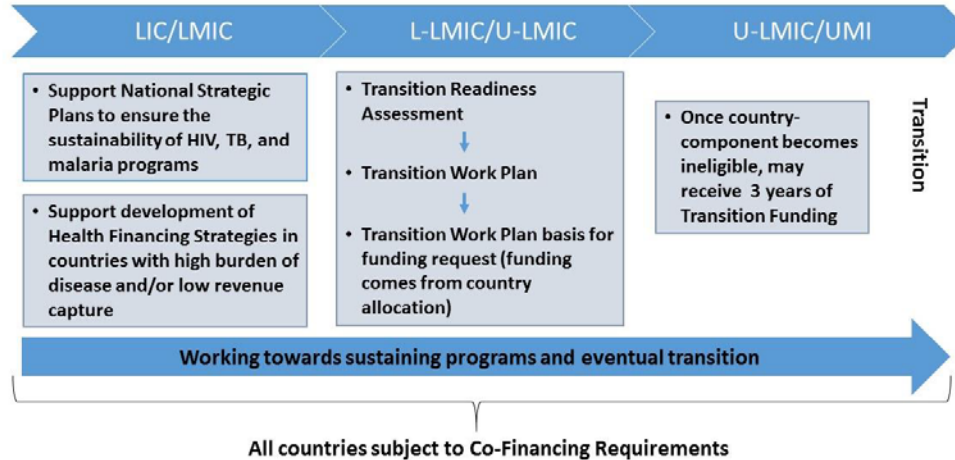 LIC/LMIC
L-LMIC/U-LMIC
U-LMIC/UMI
• Support National Strategic
Plans to ensure the
sustainability of HIV, TB, and
malaria programs
• Support development of
Health Financing Strategies in
countries with high burden of
disease and/or low revenue
capture
• Transition Readiness
Assessment
• Transition Work Plan
• Transition Work Plan basis for
funding request (funding
comes from country
allocation)
• Once country-
component becomes
ineligible, may
receive 3 years of
Transition Funding
Transition
Working towards sustaining programs and eventual transition
All countries subject to Co-Financing Requirements